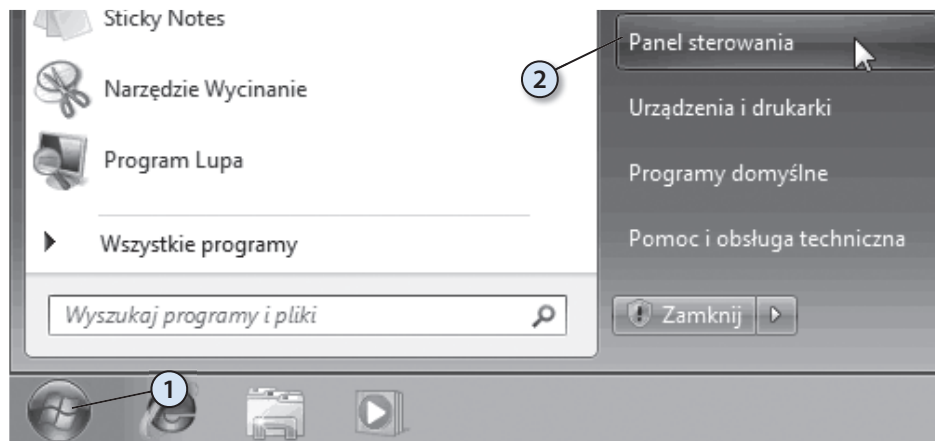 Sticky Notes
Narzędzie Wycinanie
Program Lupa
Wszystkie programy
Wyszukaj programy i pliki
Panel sterowania
2
Urządzenia i drukarki
Programy domyślne
Pomoc i obsługa techniczna
Zamknij
1